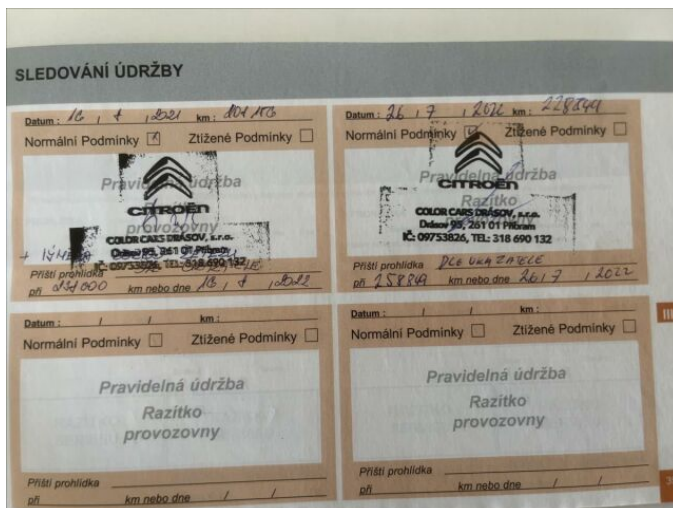 SLEDOVÁNÍ ÚDRŽBY
Datum : 16 , 7 , 2021 km :
Normální Podmínky Ztížené Podmínky
Pravidelná údržba
CITROËN
provozovny
COLOR CARS DRÁSOV, s.r.o.
Drásov 95, 261 01 Příbram
IČ: 09753826, TEL: 318 690 132
Příští prohlídka
při 231000 km nebo dne 16 , 7 , 2022
Datum : 26 , 7 , 2022 km : 228844
Normální Podmínky Ztížené Podmínky
Pravidelná údržba
CITROËN
Razítko
COLOR CARS DRÁSOV, s.r.o.
Drásov 95, 261 01 Příbram
IČ: 09753826, TEL: 318 690 132
Příští prohlídka DLE UKAZATELE
při 258849 km nebo dne 26 , 7 , 2022
Datum : / / km :
Normální Podmínky Ztížené Podmínky
Pravidelná údržba
Razítko
provozovny
Příští prohlídka
při km nebo dne / /
Datum : / / km :
Normální Podmínky Ztížené Podmínky
Pravidelná údržba
Razítko
provozovny
Příští prohlídka
při km nebo dne / /
III